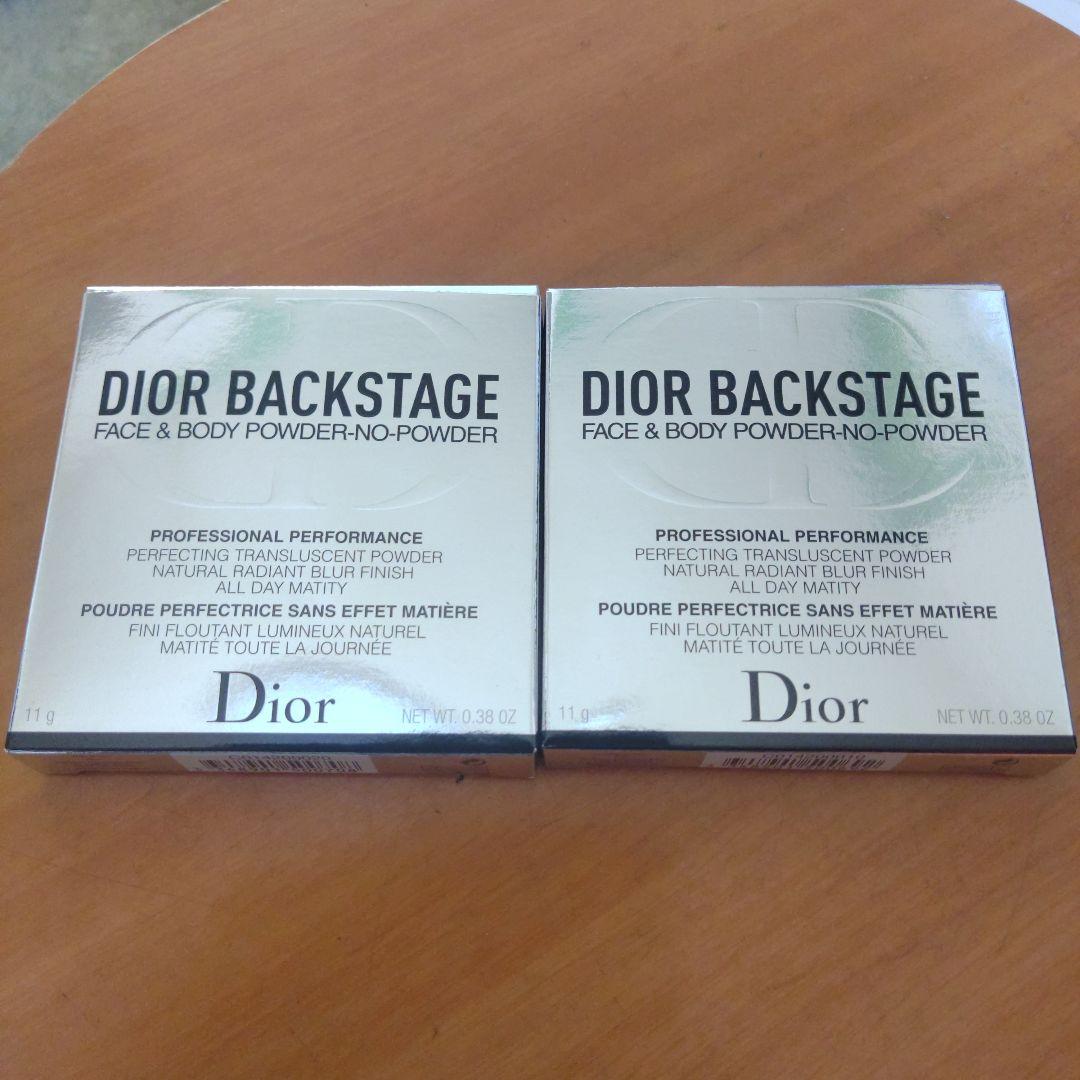 DIOR BACKSTAGE
FACE & BODY POWDER-NO-POWDER
PROFESSIONAL PERFORMANCE
PERFECTING TRANSLUSCENT POWDER
NATURAL RADIANT BLUR FINISH
ALL DAY MATITY
POUDRE PERFECTRICE SANS EFFET MATIÈRE
FINI FLOUTANT LUMINEUX NATUREL
MATITÉ TOUTE LA JOURNÉE
11 g
Dior
NET WT. 0.38 OZ
DIOR BACKSTAGE
FACE & BODY POWDER-NO-POWDER
PROFESSIONAL PERFORMANCE
PERFECTING TRANSLUSCENT POWDER
NATURAL RADIANT BLUR FINISH
ALL DAY MATITY
POUDRE PERFECTRICE SANS EFFET MATIÈRE
FINI FLOUTANT LUMINEUX NATUREL
MATITÉ TOUTE LA JOURNÉE
11 g
Dior
NET WT. 0.38 OZ